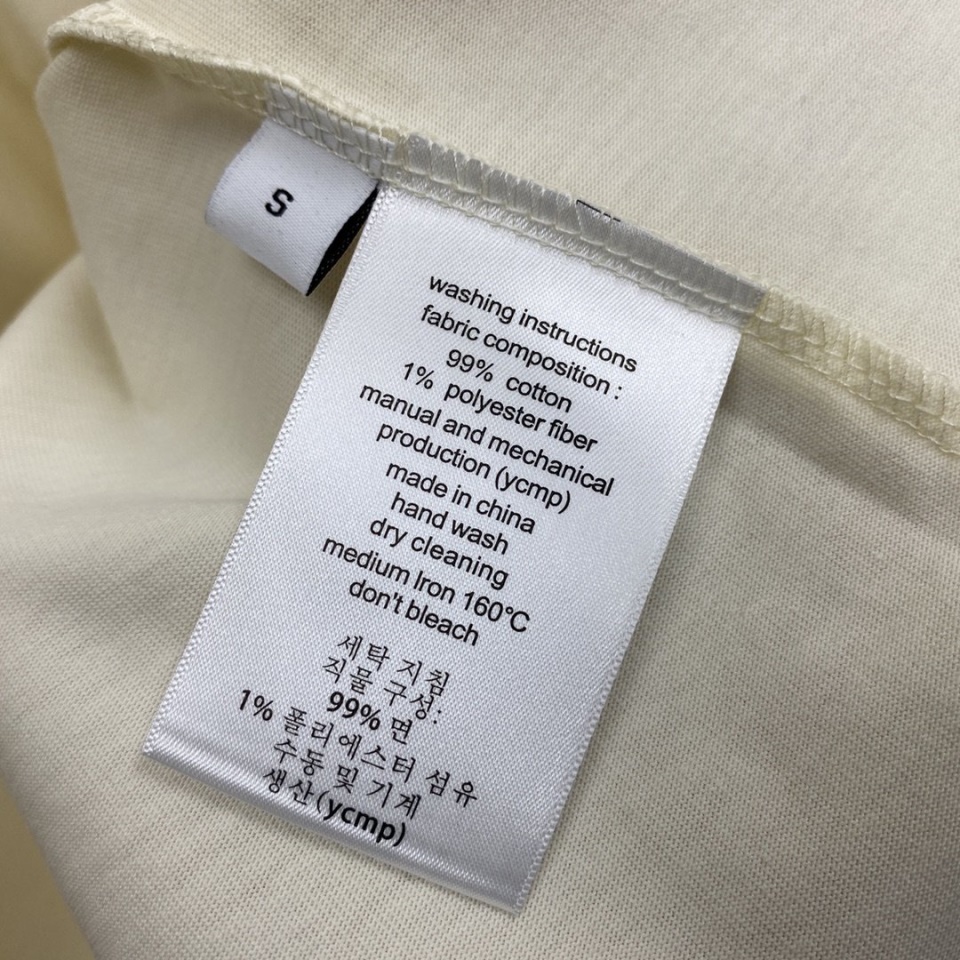 S
washing instructions
fabric composition :
99% cotton
1% polyester fiber
manual and mechanical
production (ycmp)
made in china
hand wash
dry cleaning
medium Iron 160℃
don't bleach
세탁 지침
직물 구성:
99% 면
1% 폴리에스터 섬유
수동 및 기계
생산(ycmp)